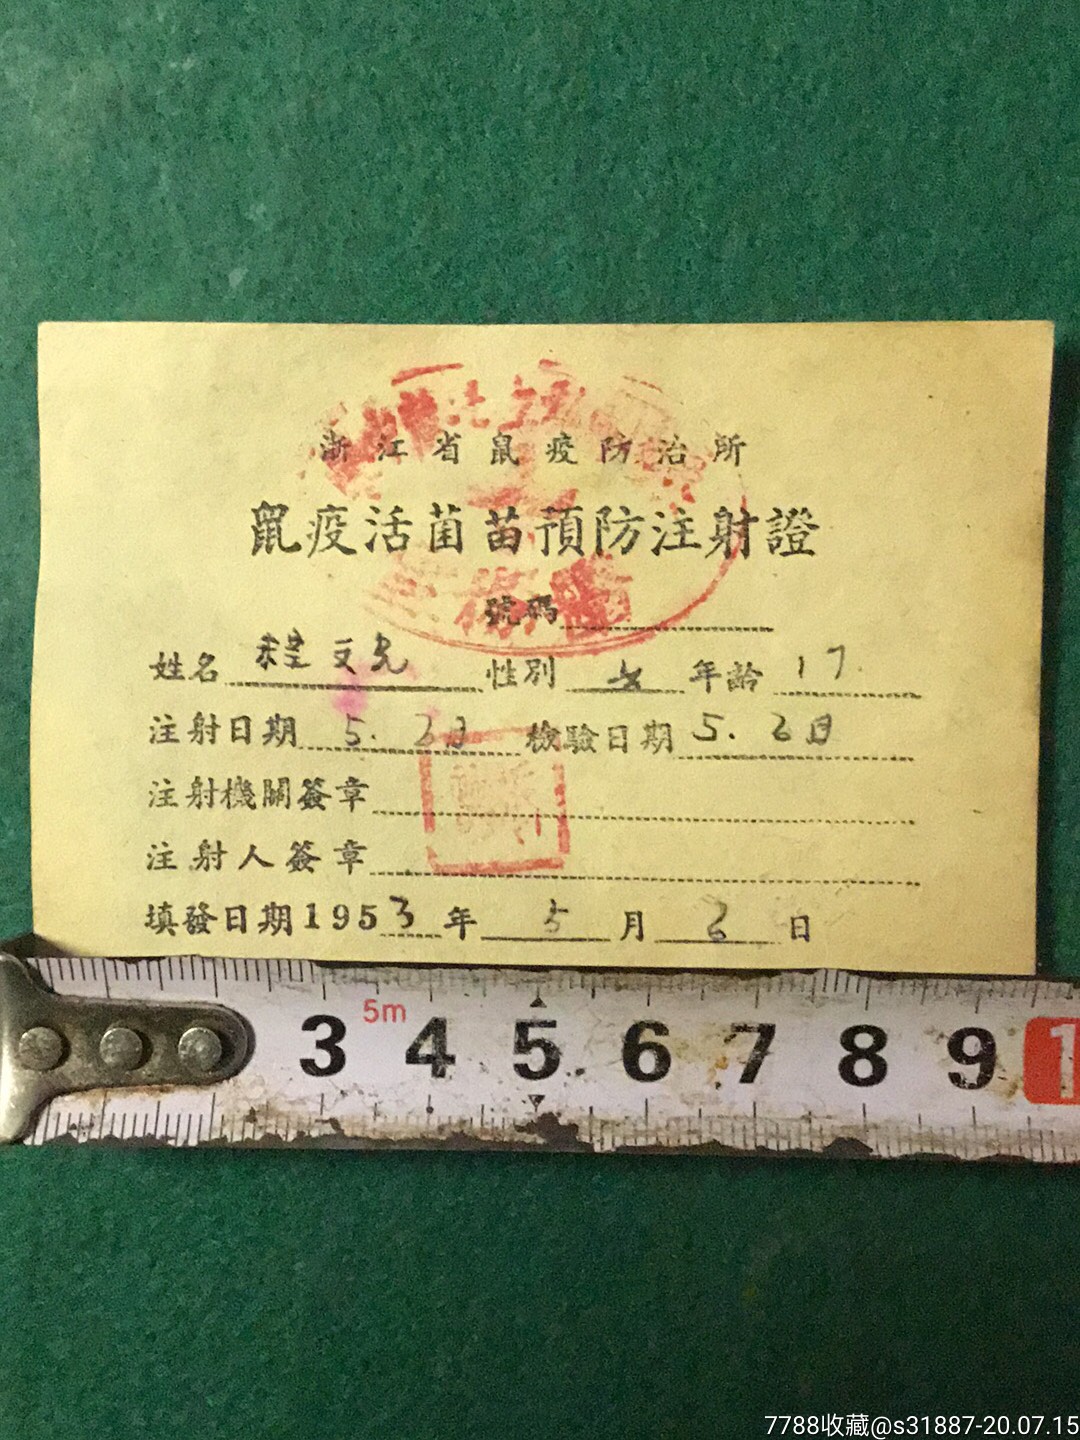 浙江省鼠疫防治所
鼠疫活菌苗預防注射證
號碼
姓名 程文光 性別 女 年齡 17.
注射日期 5. 2日 檢驗日期 5. 2日
注射機關簽章
注射人簽章
填發日期1953年 5 月 2 日
5m
3 4 5 6 7 8 9 1
7788收藏@s31887-20.07.15